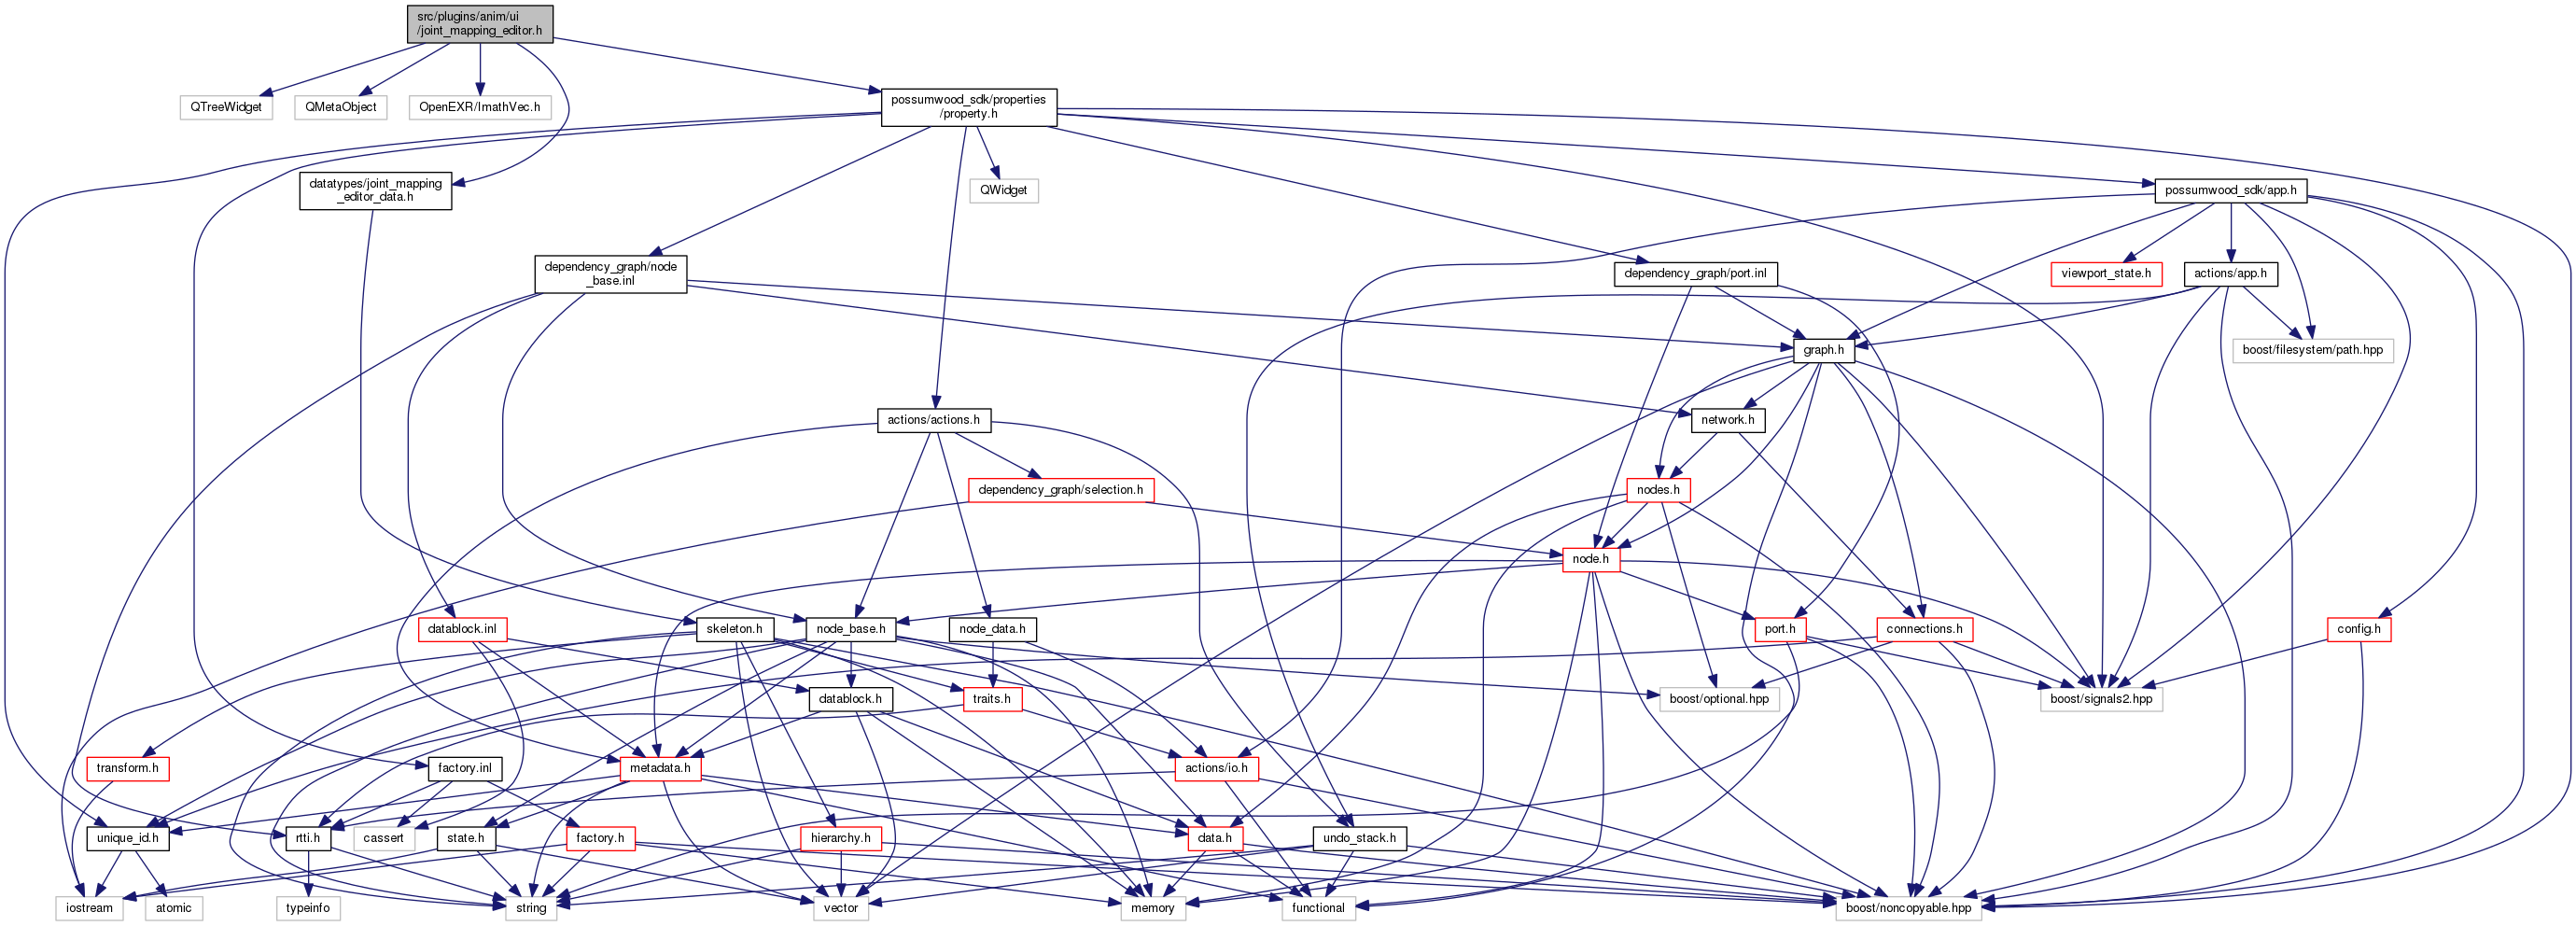 src/plugins/anim/ui
/joint_mapping_editor.h
QTreeWidget
QMetaObject
OpenEXR/ImathVec.h
possumwood_sdk/properties
/property.h
datatypes/joint_mapping
_editor_data.h
QWidget
possumwood_sdk/app.h
dependency_graph/node
_base.inl
dependency_graph/port.inl
viewport_state.h
actions/app.h
graph.h
boost/filesystem/path.hpp
actions/actions.h
network.h
dependency_graph/selection.h
nodes.h
node.h
datablock.inl
skeleton.h
node_base.h
node_data.h
port.h
connections.h
config.h
datablock.h
traits.h
boost/optional.hpp
boost/signals2.hpp
transform.h
factory.inl
metadata.h
actions/io.h
unique_id.h
rtti.h
cassert
state.h
factory.h
hierarchy.h
data.h
undo_stack.h
iostream
atomic
typeinfo
string
vector
memory
functional
boost/noncopyable.hpp